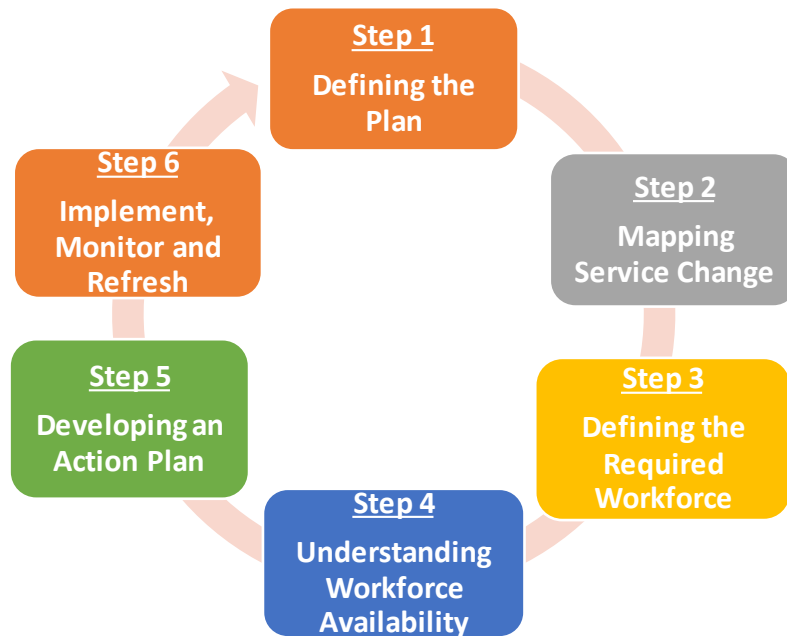 Step 1
Defining the
Plan
Step 2
Mapping
Service Change
Step 3
Defining the
Required
Workforce
Step 4
Understanding
Workforce
Availability
Step 5
Developing an
Action Plan
Step 6
Implement,
Monitor and
Refresh